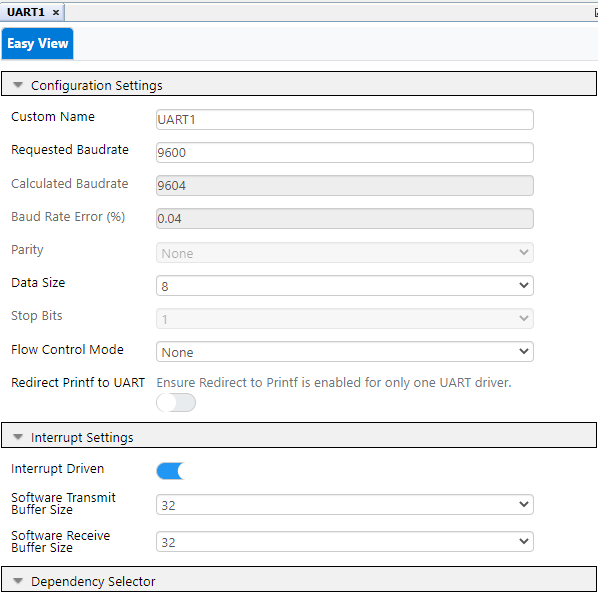 UART1 ×
Easy View
Configuration Settings
Custom Name UART1
Requested Baudrate 9600
Calculated Baudrate 9604
Baud Rate Error (%) 0.04
Parity None
Data Size 8
Stop Bits 1
Flow Control Mode None
Redirect Printf to UART Ensure Redirect to Printf is enabled for only one UART driver.
Interrupt Settings
Interrupt Driven
Software Transmit
Buffer Size 32
Software Receive
Buffer Size 32
Dependency Selector